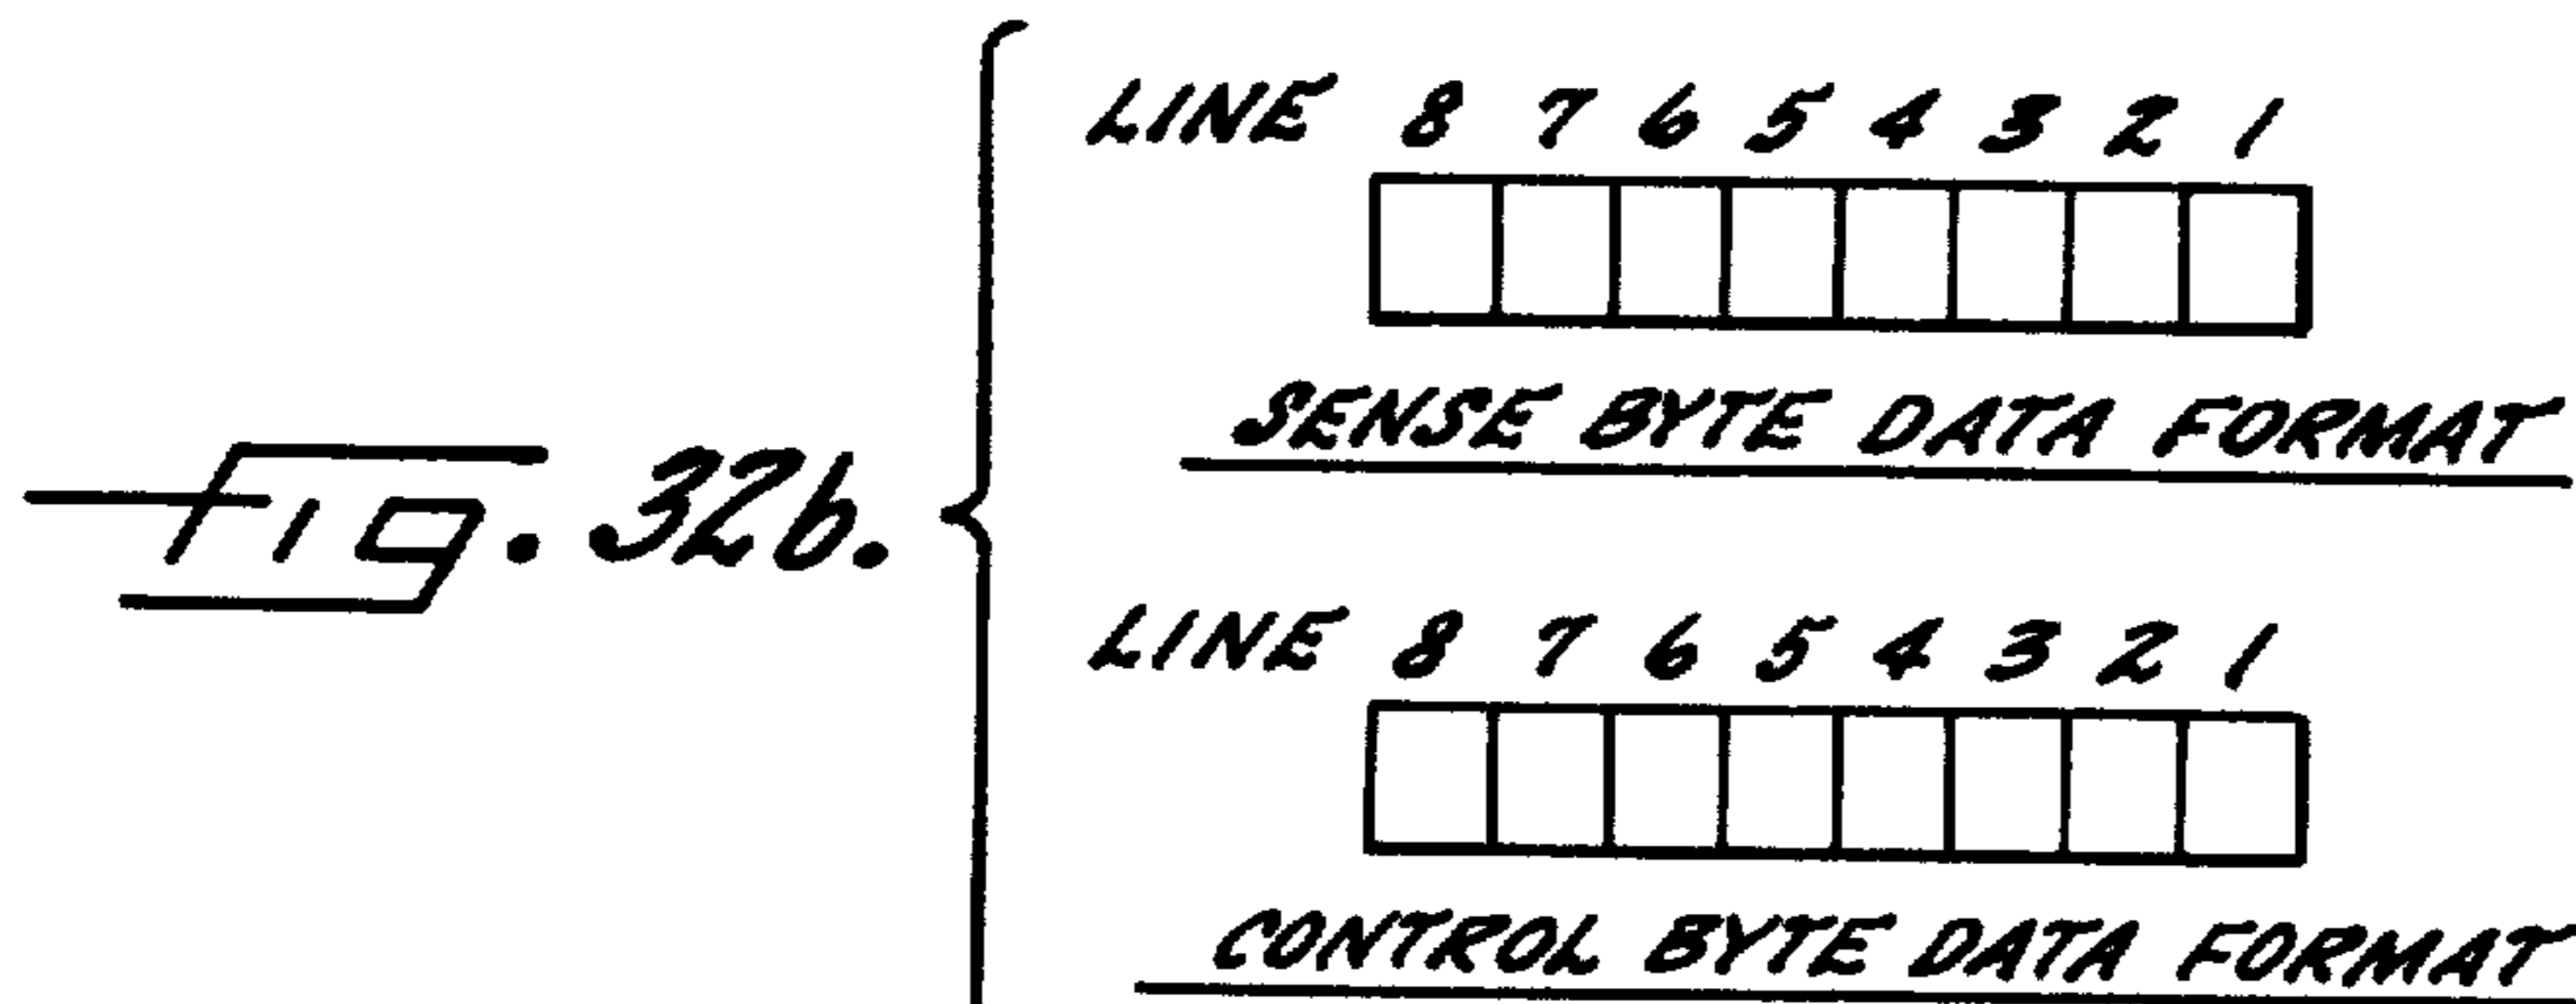 LINE 8 7 6 5 4 3 2 1
SENSE BYTE DATA FORMAT
Fig. 32b.
LINE 8 7 6 5 4 3 2 1
CONTROL BYTE DATA FORMAT